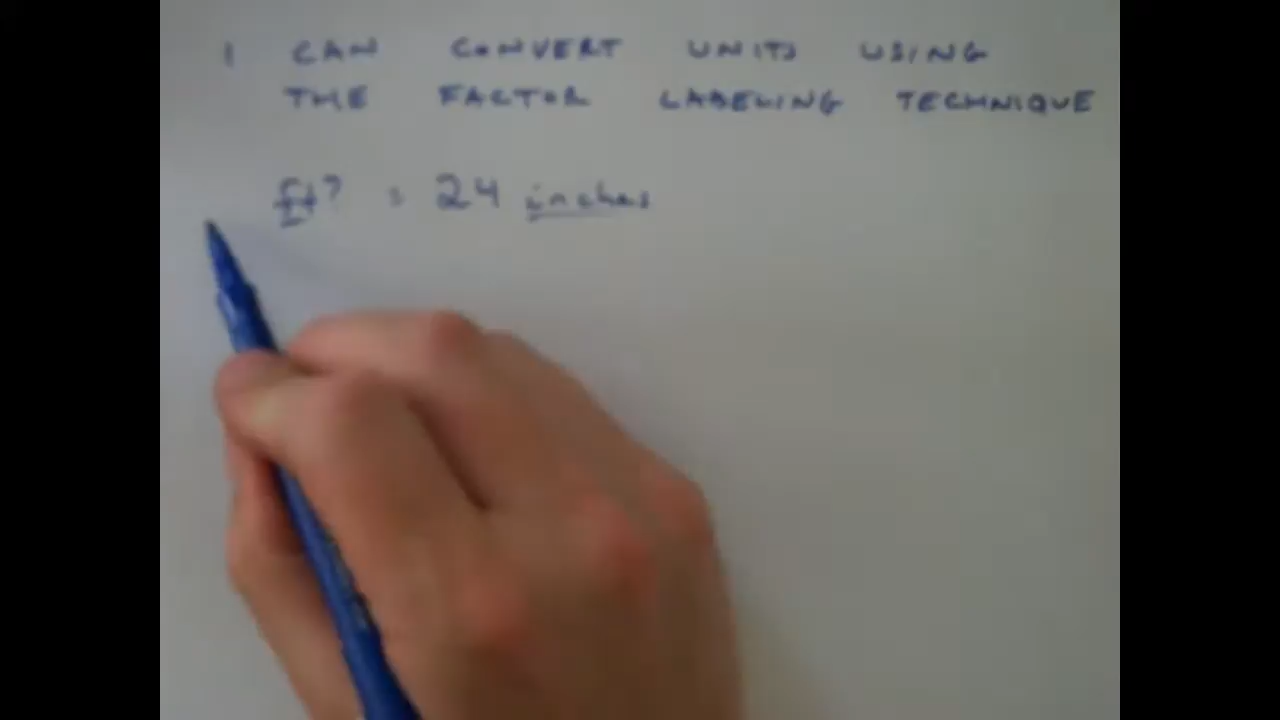 I CAN CONVERT UNITS USING
THE FACTOR LABELING TECHNIQUE
ft? = 24 inches